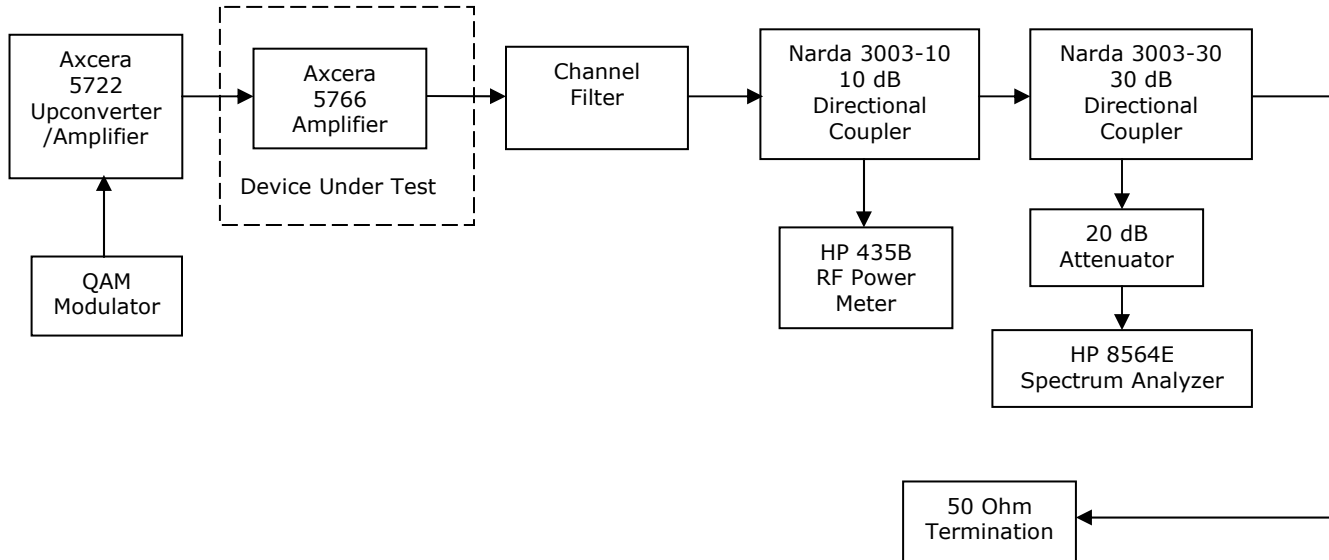 Axcera
5722
Upconverter
/Amplifier
Axcera
5766
Amplifier
Device Under Test
Channel
Filter
Narda 3003-10
10 dB
Directional
Coupler
Narda 3003-30
30 dB
Directional
Coupler
QAM
Modulator
HP 435B
RF Power
Meter
20 dB
Attenuator
HP 8564E
Spectrum Analyzer
50 Ohm
Termination